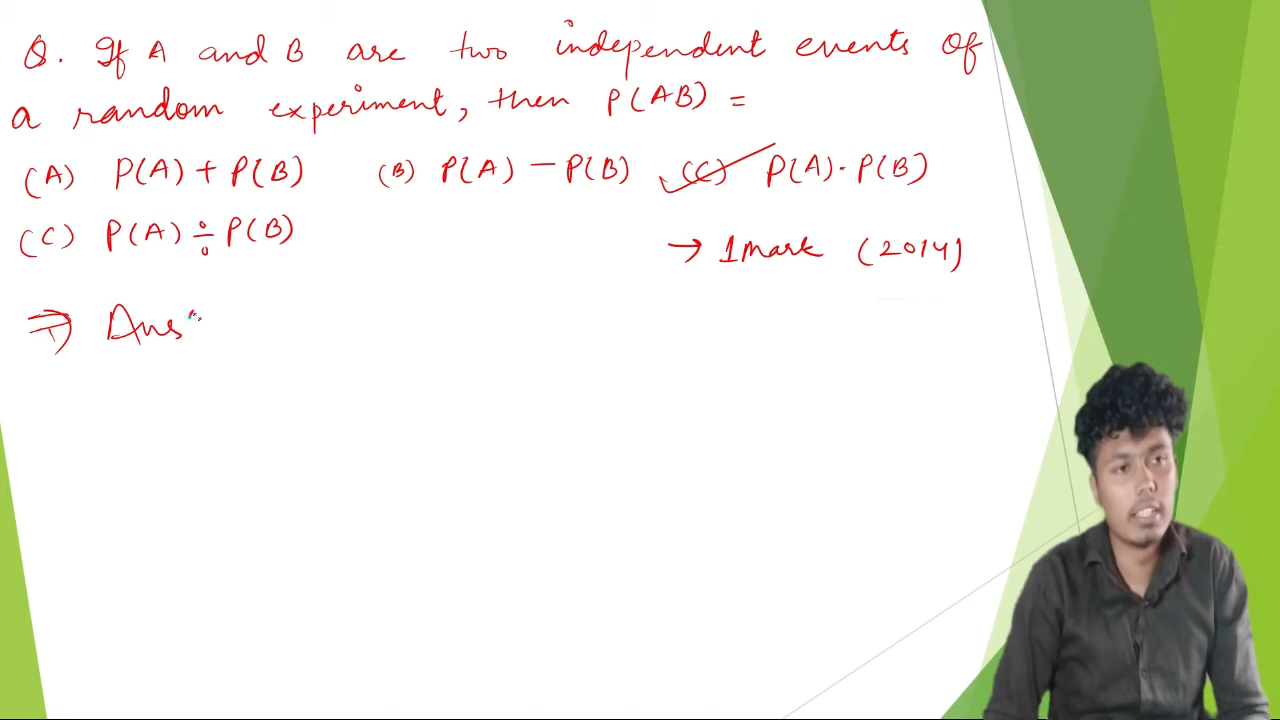 Q. If A and B are two independent events of
a random experiment, then P(AB) =
(A) P(A) + P(B) (B) P(A) - P(B) (C) P(A) . P(B)
(C) P(A) ÷ P(B)
→ 1 mark (2014)
⇒ Ans